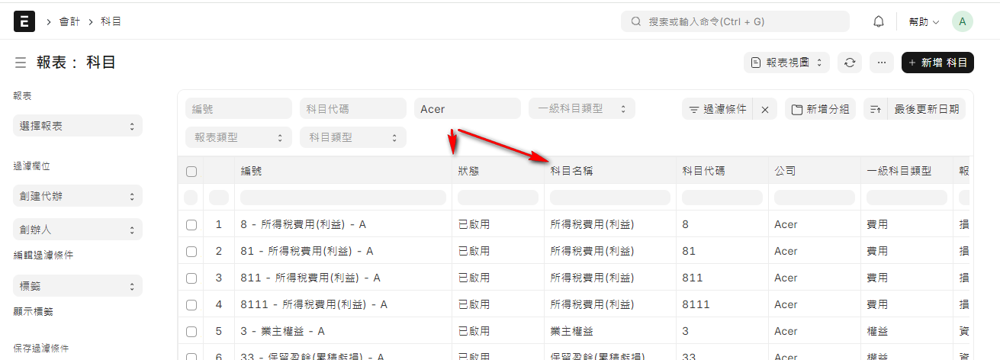 E 會計 科目 搜索或輸入命令(Ctrl + G) 幫助 A
報表： 科目 報表視圖 ... + 新增 科目
報表
選擇報表
過濾欄位
創建代辦
創辦人
編輯過濾條件
標籤
顯示標籤
保存過濾條件
編號 科目代碼 Acer 一級科目類型 過濾條件 新增分組 最後更新日期
報表類型 科目類型
編號 狀態 科目名稱 科目代碼 公司 一級科目類型 報
1 8 - 所得稅費用(利益) - A 已啟用 所得稅費用(利益) 8 Acer 費用 損
2 81 - 所得稅費用(利益) - A 已啟用 所得稅費用(利益) 81 Acer 費用 損
3 811 - 所得稅費用(利益) - A 已啟用 所得稅費用(利益) 811 Acer 費用 損
4 8111 - 所得稅費用(利益) - A 已啟用 所得稅費用(利益) 8111 Acer 費用 損
5 3 - 業主權益 - A 已啟用 業主權益 3 Acer 權益 資
6 33 - 保留盈餘(累積虧損) - A 已啟用 保留盈餘(累積虧損) 33 Acer 權益 資